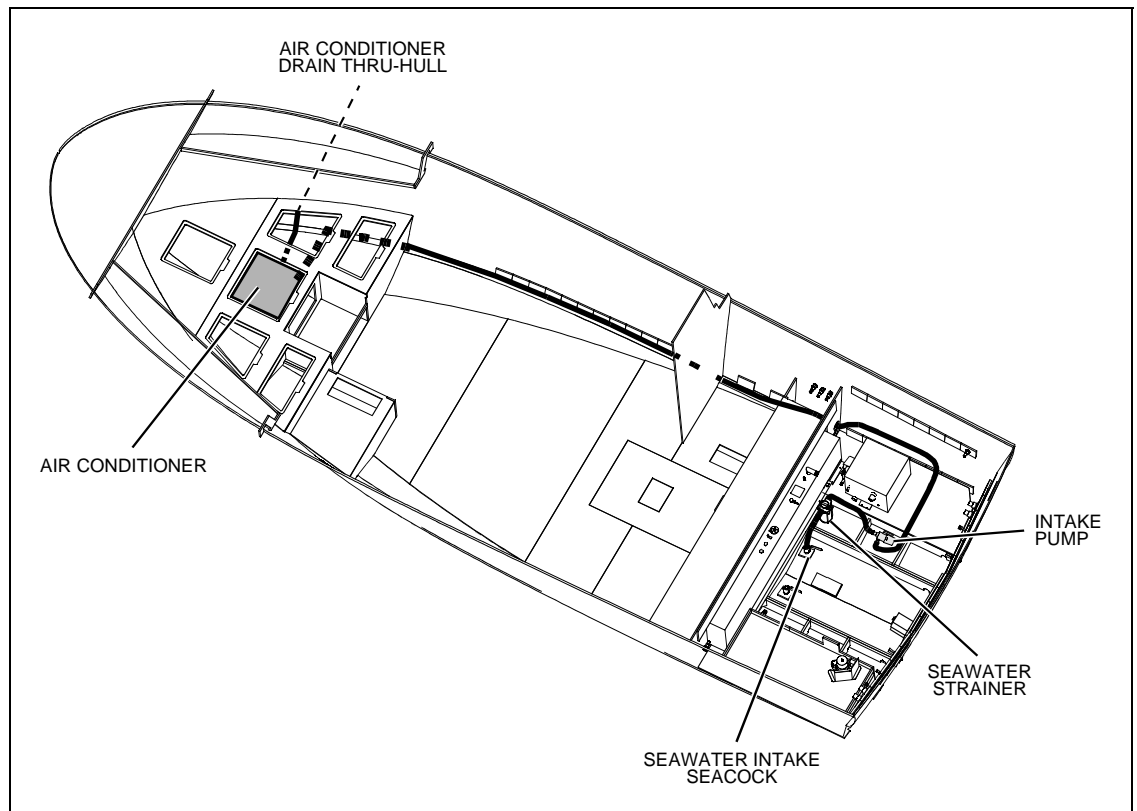 AIR CONDITIONER
DRAIN THRU-HULL
AIR CONDITIONER
INTAKE
PUMP
SEAWATER
STRAINER
SEAWATER INTAKE
SEACOCK